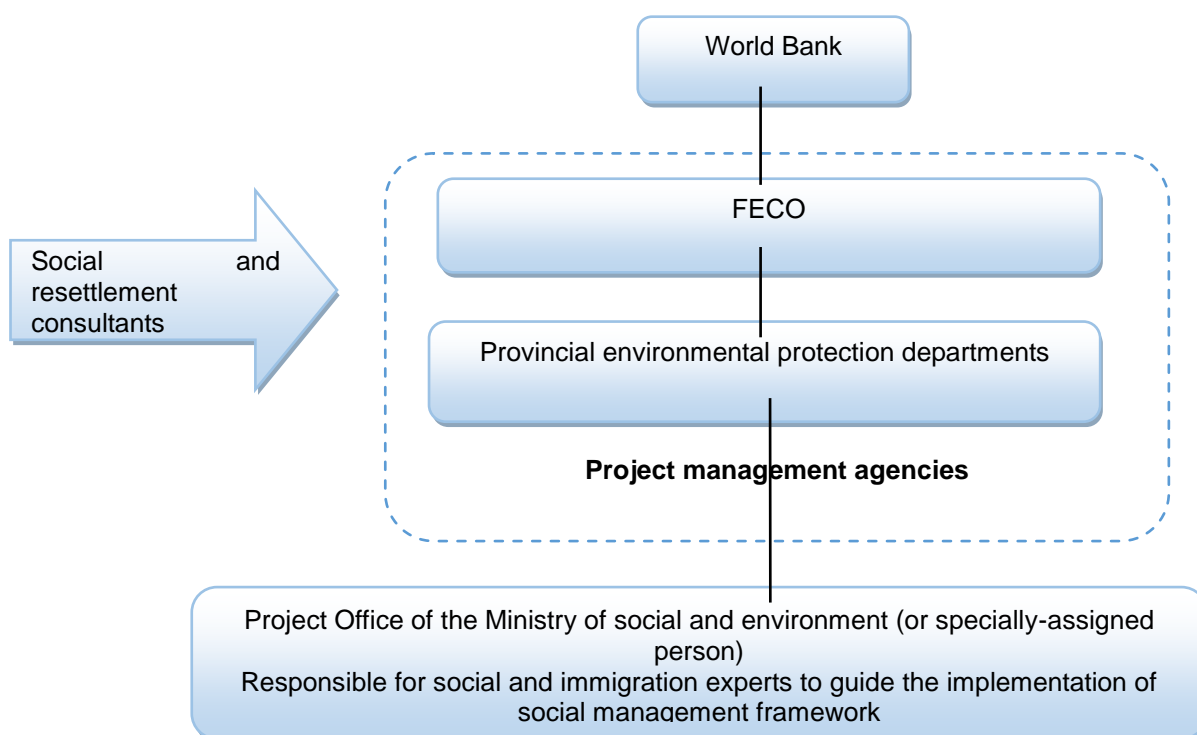 World Bank
FECO
Social and
resettlement
consultants
Provincial environmental protection departments
Project management agencies
Project Office of the Ministry of social and environment (or specially-assigned
person)
Responsible for social and immigration experts to guide the implementation of
social management framework